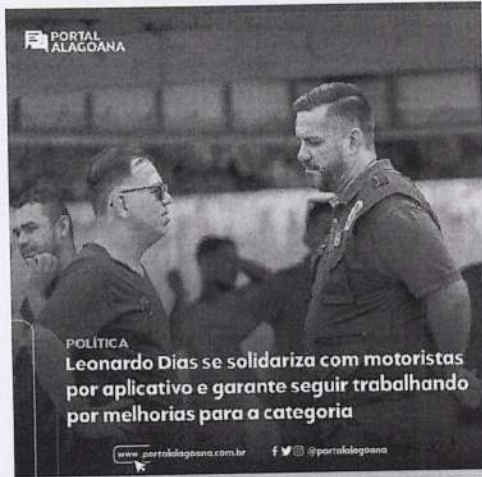 PORTAL
ALAGOANA
POLÍTICA
Leonardo Dias se solidariza com motoristas
por aplicativo e garante seguir trabalhando
por melhorias para a categoria
www.portalalagoana.com.br @portalalagoana